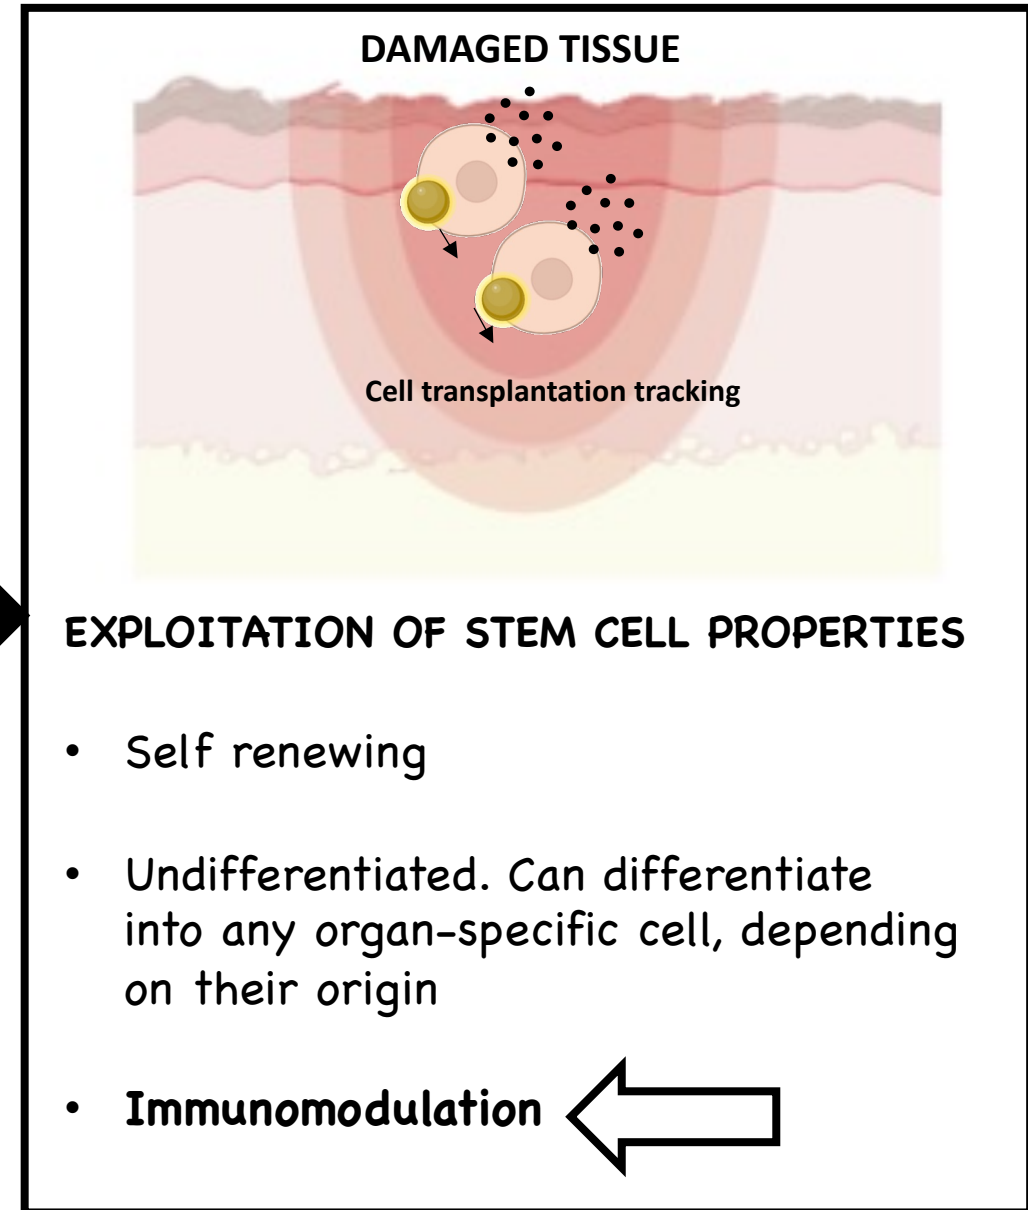 DAMAGED TISSUE
Cell transplantation tracking
EXPLOITATION OF STEM CELL PROPERTIES
• Self renewing
• Undifferentiated. Can differentiate
into any organ-specific cell, depending
on their origin
• Immunomodulation